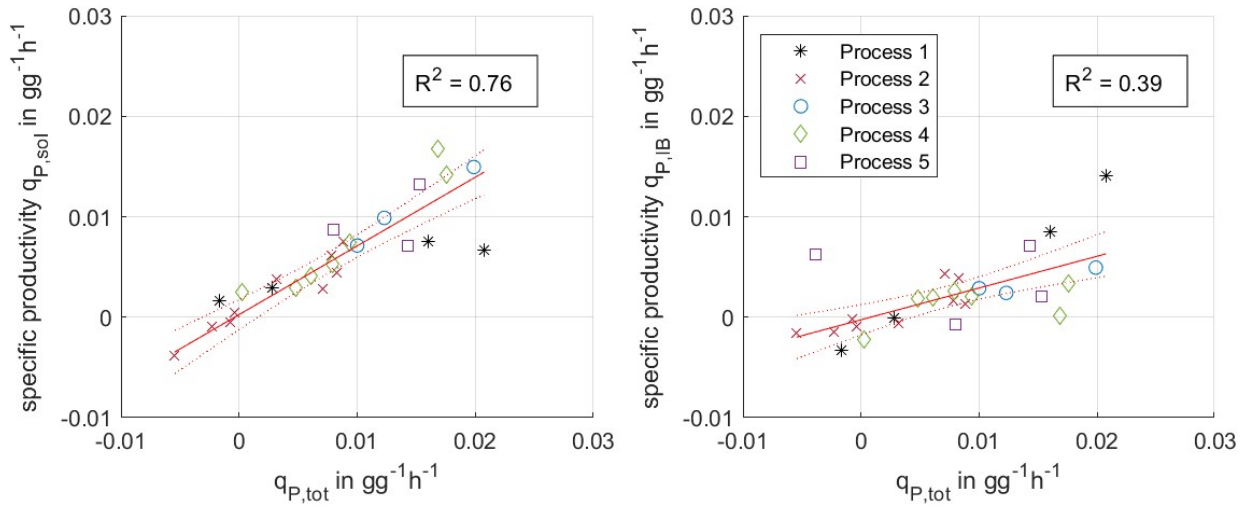 specific productivity q_P,sol in gg^-1h^-1
0.03
0.02
0.01
0
-0.01
R^2 = 0.76
-0.01
0
0.01
0.02
0.03
q_P,tot in gg^-1h^-1
specific productivity q_P,IB in gg^-1h^-1
0.03
0.02
0.01
0
-0.01
Process 1
Process 2
Process 3
Process 4
Process 5
R^2 = 0.39
-0.01
0
0.01
0.02
0.03
q_P,tot in gg^-1h^-1